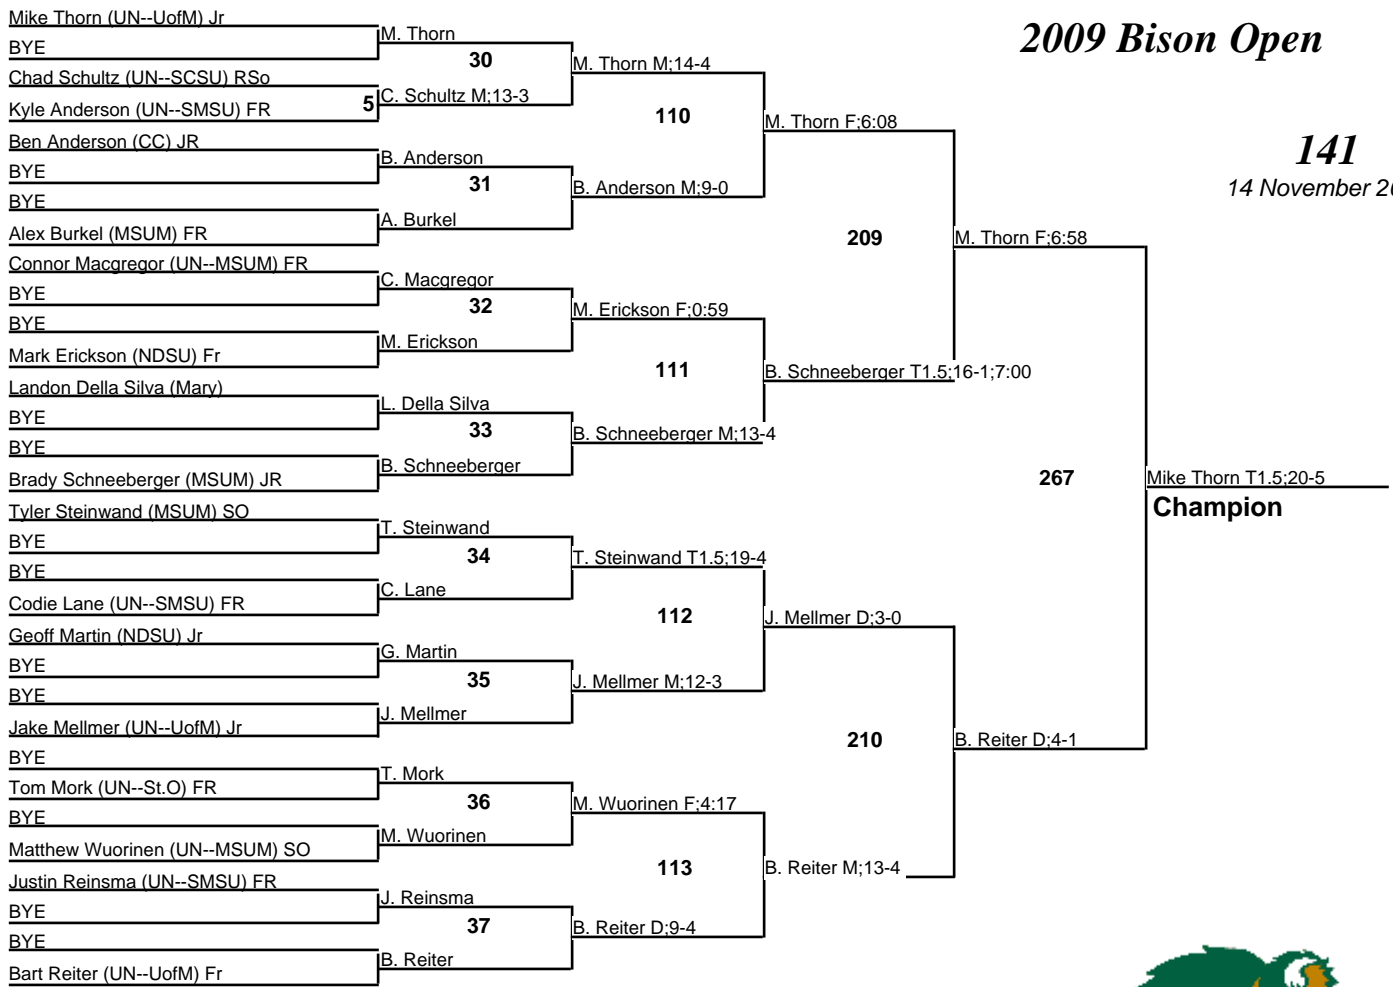 2009 Bison Open
141
14 November 20
Mike Thorn (UN--UofM) Jr
BYE
Chad Schultz (UN--SCSU) RSo
Kyle Anderson (UN--SMSU) FR
Ben Anderson (CC) JR
BYE
BYE
Alex Burkel (MSUM) FR
Connor Macgregor (UN--MSUM) FR
BYE
BYE
Mark Erickson (NDSU) Fr
Landon Della Silva (Mary)
BYE
BYE
Brady Schneeberger (MSUM) JR
Tyler Steinwand (MSUM) SO
BYE
BYE
Codie Lane (UN--SMSU) FR
Geoff Martin (NDSU) Jr
BYE
BYE
Jake Mellmer (UN--UofM) Jr
BYE
Tom Mork (UN--St.O) FR
BYE
Matthew Wuorinen (UN--MSUM) SO
Justin Reinsma (UN--SMSU) FR
BYE
BYE
Bart Reiter (UN--UofM) Fr
M. Thorn
30
5
C. Schultz M;13-3
B. Anderson
31
A. Burkel
C. Macgregor
32
M. Erickson
L. Della Silva
33
B. Schneeberger
T. Steinwand
34
C. Lane
G. Martin
35
J. Mellmer
T. Mork
36
M. Wuorinen
J. Reinsma
37
B. Reiter
M. Thorn M;14-4
110
B. Anderson M;9-0
M. Erickson F;0:59
111
B. Schneeberger M;13-4
T. Steinwand T1.5;19-4
112
J. Mellmer M;12-3
M. Wuorinen F;4:17
113
B. Reiter D;9-4
M. Thorn F;6:08
209
B. Schneeberger T1.5;16-1;7:00
J. Mellmer D;3-0
210
B. Reiter M;13-4
M. Thorn F;6:58
267
B. Reiter D;4-1
Mike Thorn T1.5;20-5
Champion